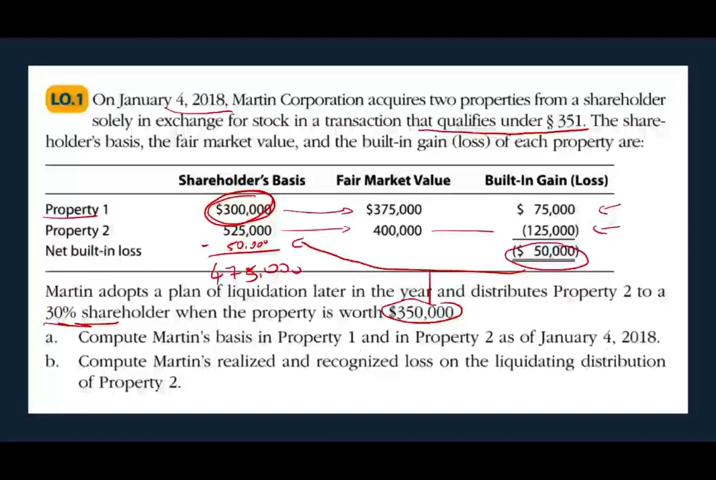 LO.1 On January 4, 2018, Martin Corporation acquires two properties from a shareholder
solely in exchange for stock in a transaction that qualifies under § 351. The share-
holder's basis, the fair market value, and the built-in gain (loss) of each property are:
Shareholder's Basis Fair Market Value Built-In Gain (Loss)
Property 1 $300,000 $375,000 $ 75,000
Property 2 525,000 400,000 (125,000)
- 50,000
Net built-in loss ($ 50,000)
475,000
Martin adopts a plan of liquidation later in the year and distributes Property 2 to a
30% shareholder when the property is worth $350,000.
a. Compute Martin's basis in Property 1 and in Property 2 as of January 4, 2018.
b. Compute Martin's realized and recognized loss on the liquidating distribution
of Property 2.